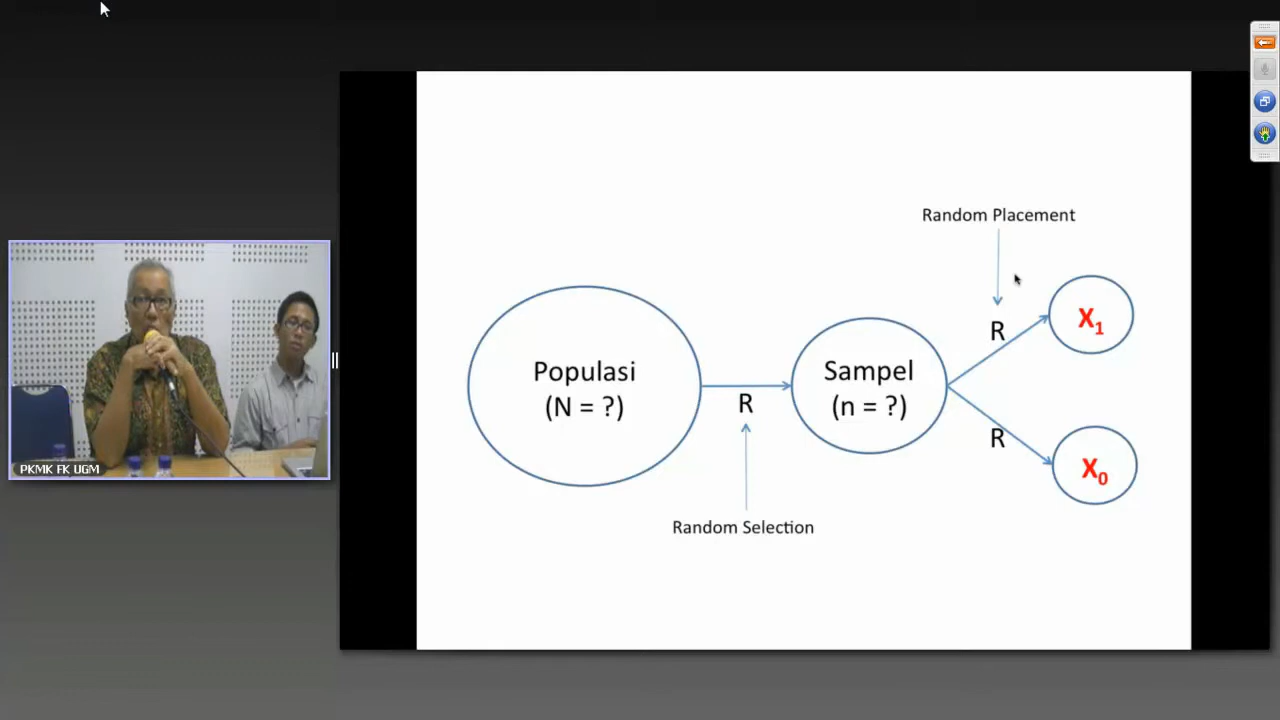 Random Placement
R
X1
Populasi
(N = ?)
R
Sampel
(n = ?)
R
X0
Random Selection
PKMK FK UGM